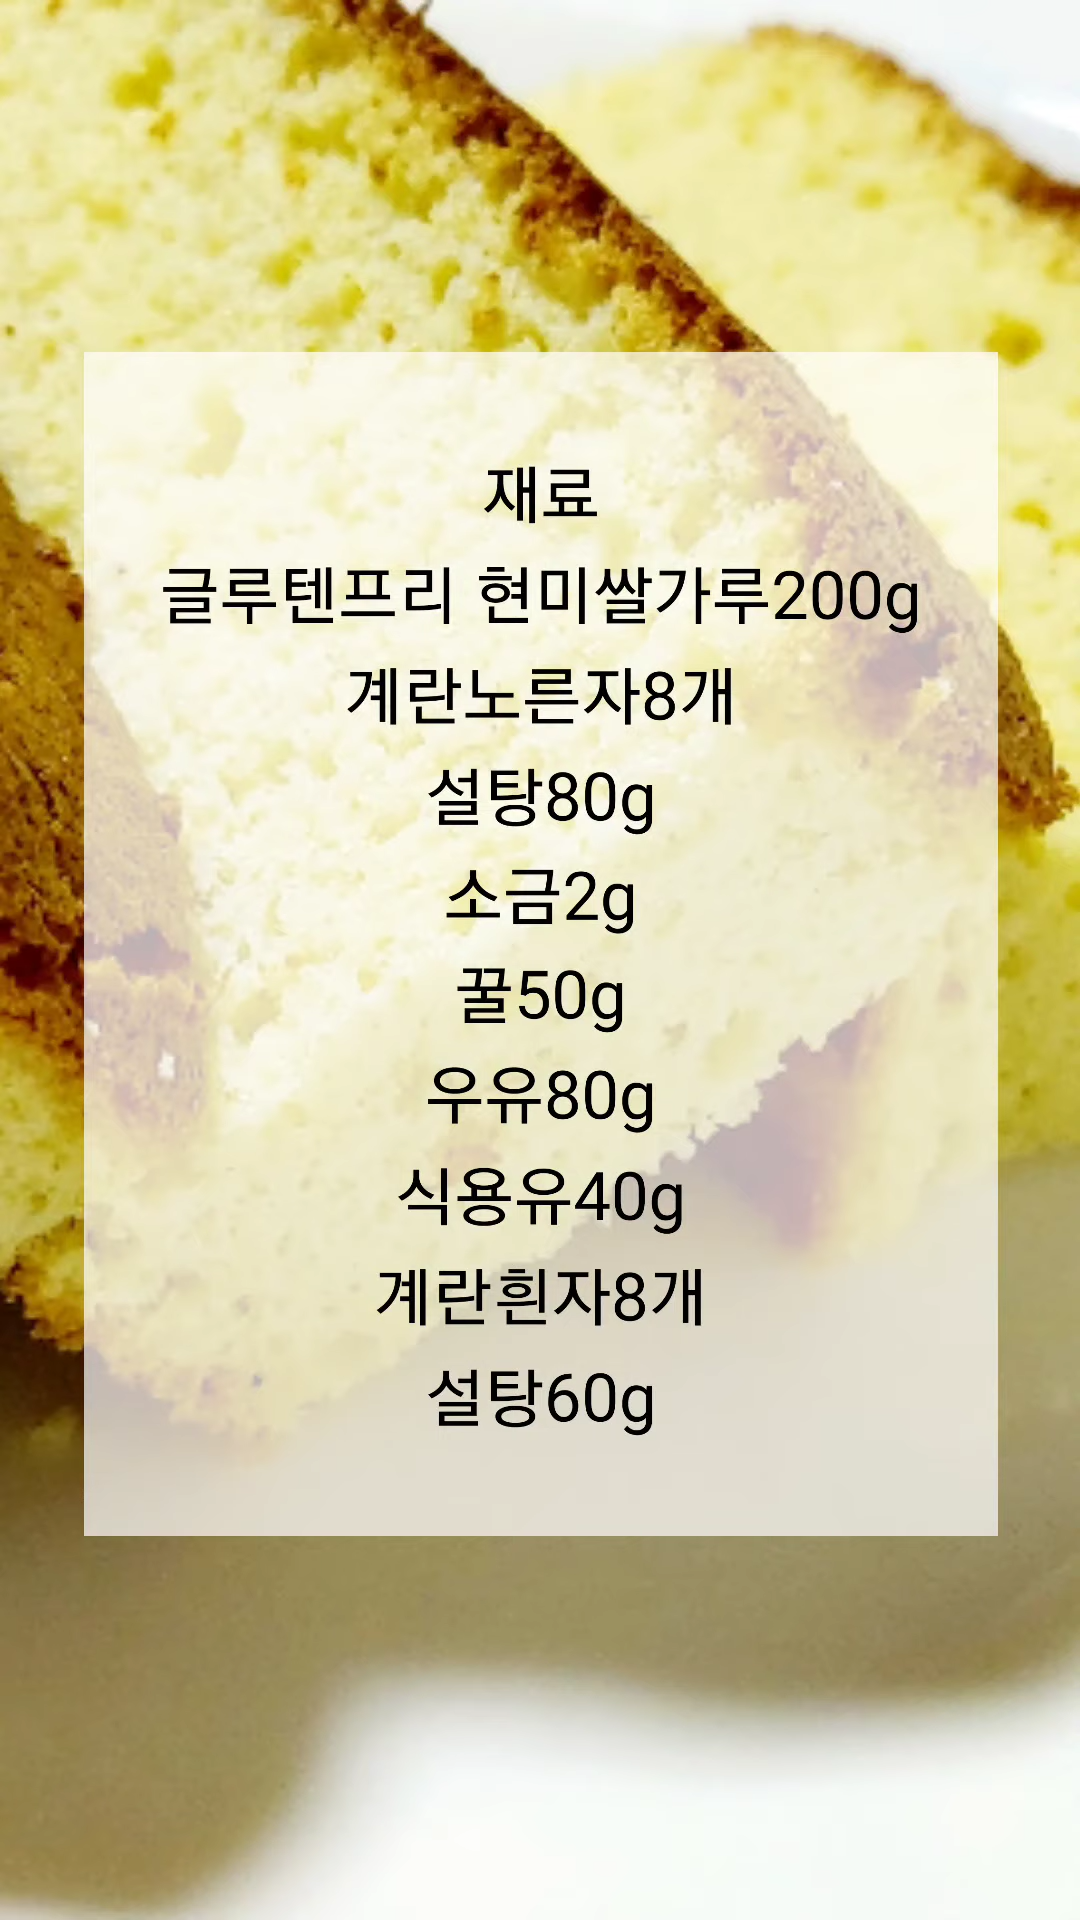 재료
글루텐프리 현미쌀가루200g
계란노른자8개
설탕80g
소금2g
꿀50g
우유80g
식용유40g
계란흰자8개
설탕60g